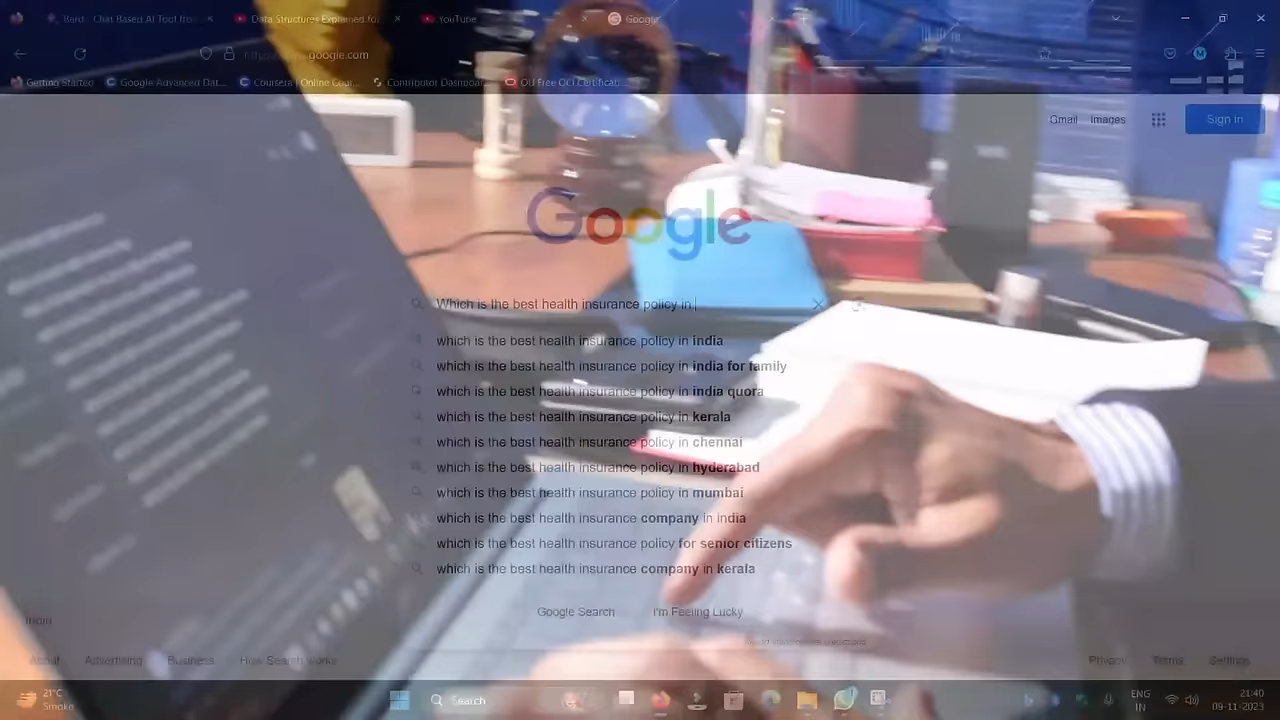 Bard - Chat Based AI Tool fro
Data Structures Explained for
YouTube
Google
google.com
Getting Started
Google Advanced Dat...
Coursera | Online Cour...
Contributor Dashboar...
OU Free OCI Certificati...
Gmail
Images
Sign in
Google
Which is the best health insurance policy in
which is the best health insurance policy in india
which is the best health insurance policy in india for family
which is the best health insurance policy in india quora
which is the best health insurance policy in kerala
which is the best health insurance policy in chennai
which is the best health insurance policy in hyderabad
which is the best health insurance policy in mumbai
which is the best health insurance company in india
which is the best health insurance policy for senior citizens
which is the best health insurance company in kerala
Google Search
I'm Feeling Lucky
India
About
Advertising
Business
How Search works
Privacy
Terms
Settings
21°C
Smoke
Search
ENG
IN
21:40
09-11-2023